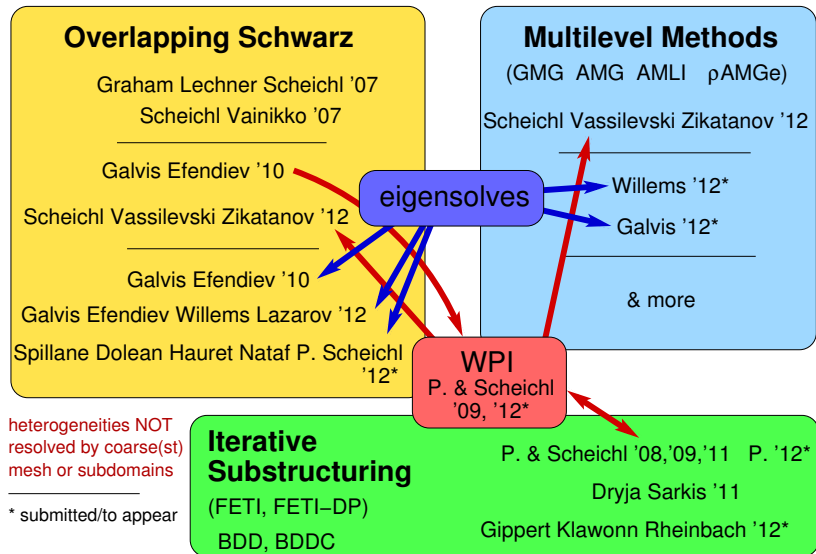 Overlapping Schwarz
Graham Lechner Scheichl '07
Scheichl Vainikko '07
Galvis Efendiev '10
Scheichl Vassilevski Zikatanov '12
Galvis Efendiev '10
Galvis Efendiev Willems Lazarov '12
Spillane Dolean Hauret Nataf P. Scheichl
'12*
Multilevel Methods
(GMG AMG AMLI ρAMGe)
Scheichl Vassilevski Zikatanov '12
Willems '12*
Galvis '12*
& more
eigensolves
WPI
P. & Scheichl
'09, '12*
heterogeneities NOT
resolved by coarse(st)
mesh or subdomains
* submitted/to appear
Iterative
Substructuring
(FETI, FETI−DP)
BDD, BDDC
P. & Scheichl '08,'09,'11 P. '12*
Dryja Sarkis '11
Gippert Klawonn Rheinbach '12*